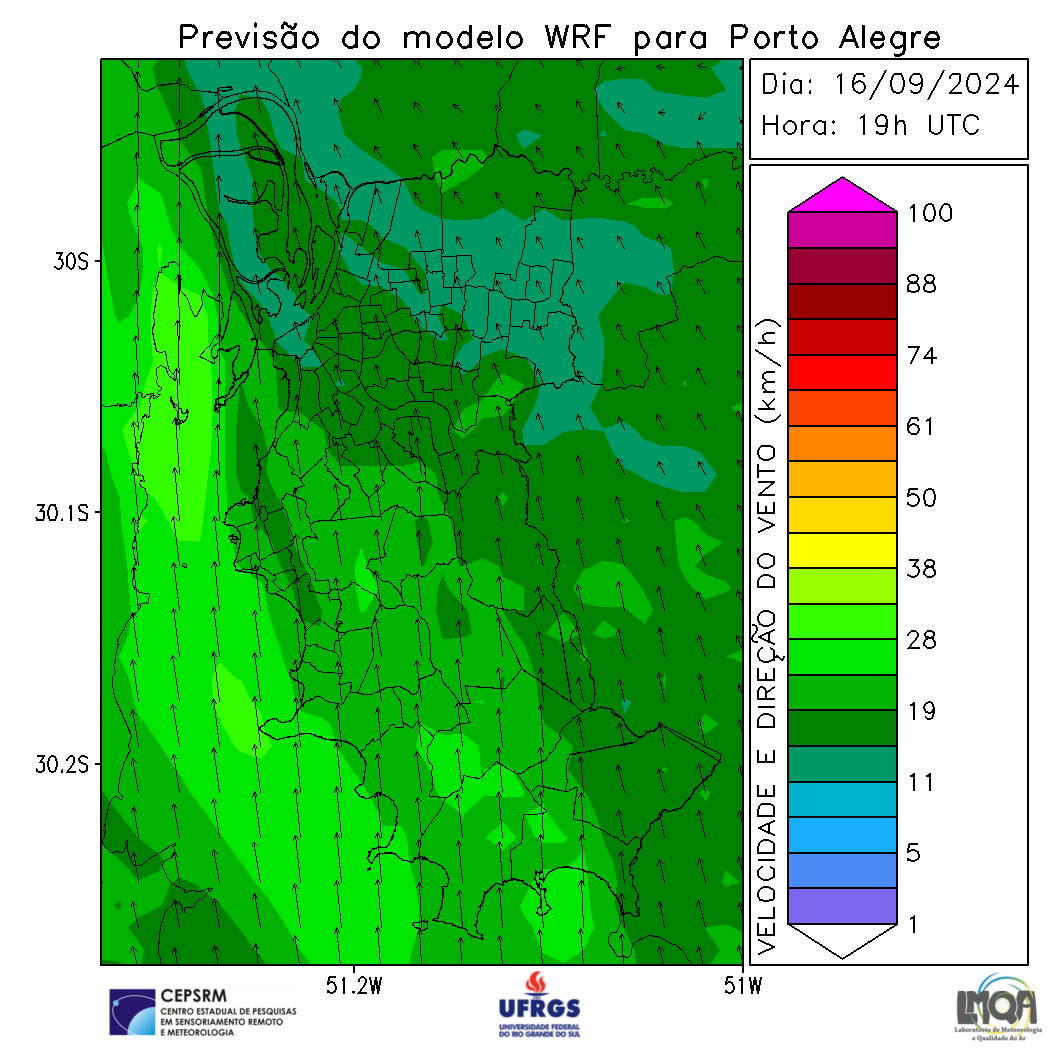 Previsão do modelo WRF para Porto Alegre
Dia: 16/09/2024
Hora: 19h UTC
30S
30.1S
30.2S
51.2W
51W
VELOCIDADE E DIREÇÃO DO VENTO (km/h)
100
88
74
61
50
38
28
19
11
5
1
CEPSRM
CENTRO ESTADUAL DE PESQUISAS
EM SENSORIAMENTO REMOTO
E METEOROLOGIA
UFRGS
UNIVERSIDADE FEDERAL
DO RIO GRANDE DO SUL
LMQA
Laboratório de Meteorologia
e Qualidade do Ar